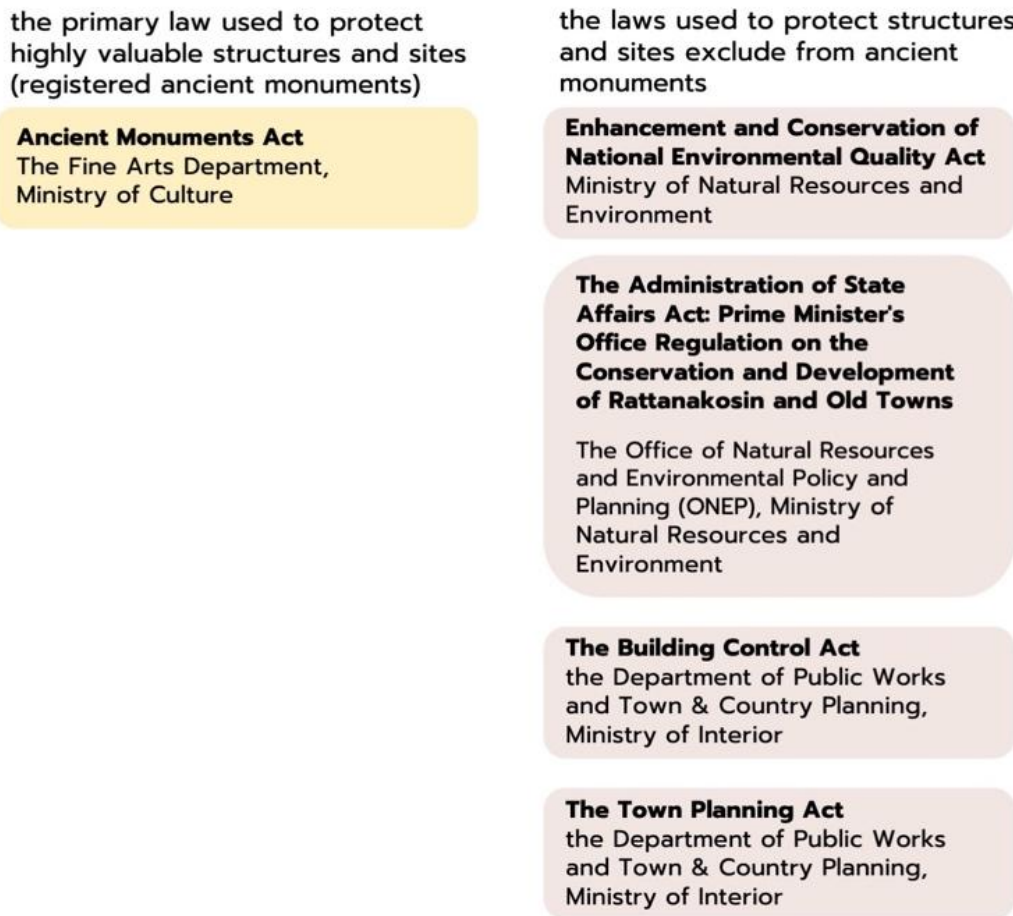 the primary law used to protect
highly valuable structures and sites
(registered ancient monuments)
Ancient Monuments Act
The Fine Arts Department,
Ministry of Culture
the laws used to protect structures
and sites exclude from ancient
monuments
Enhancement and Conservation of
National Environmental Quality Act
Ministry of Natural Resources and
Environment
The Administration of State
Affairs Act: Prime Minister's
Office Regulation on the
Conservation and Development
of Rattanakosin and Old Towns
The Office of Natural Resources
and Environmental Policy and
Planning (ONEP), Ministry of
Natural Resources and
Environment
The Building Control Act
the Department of Public Works
and Town & Country Planning,
Ministry of Interior
The Town Planning Act
the Department of Public Works
and Town & Country Planning,
Ministry of Interior